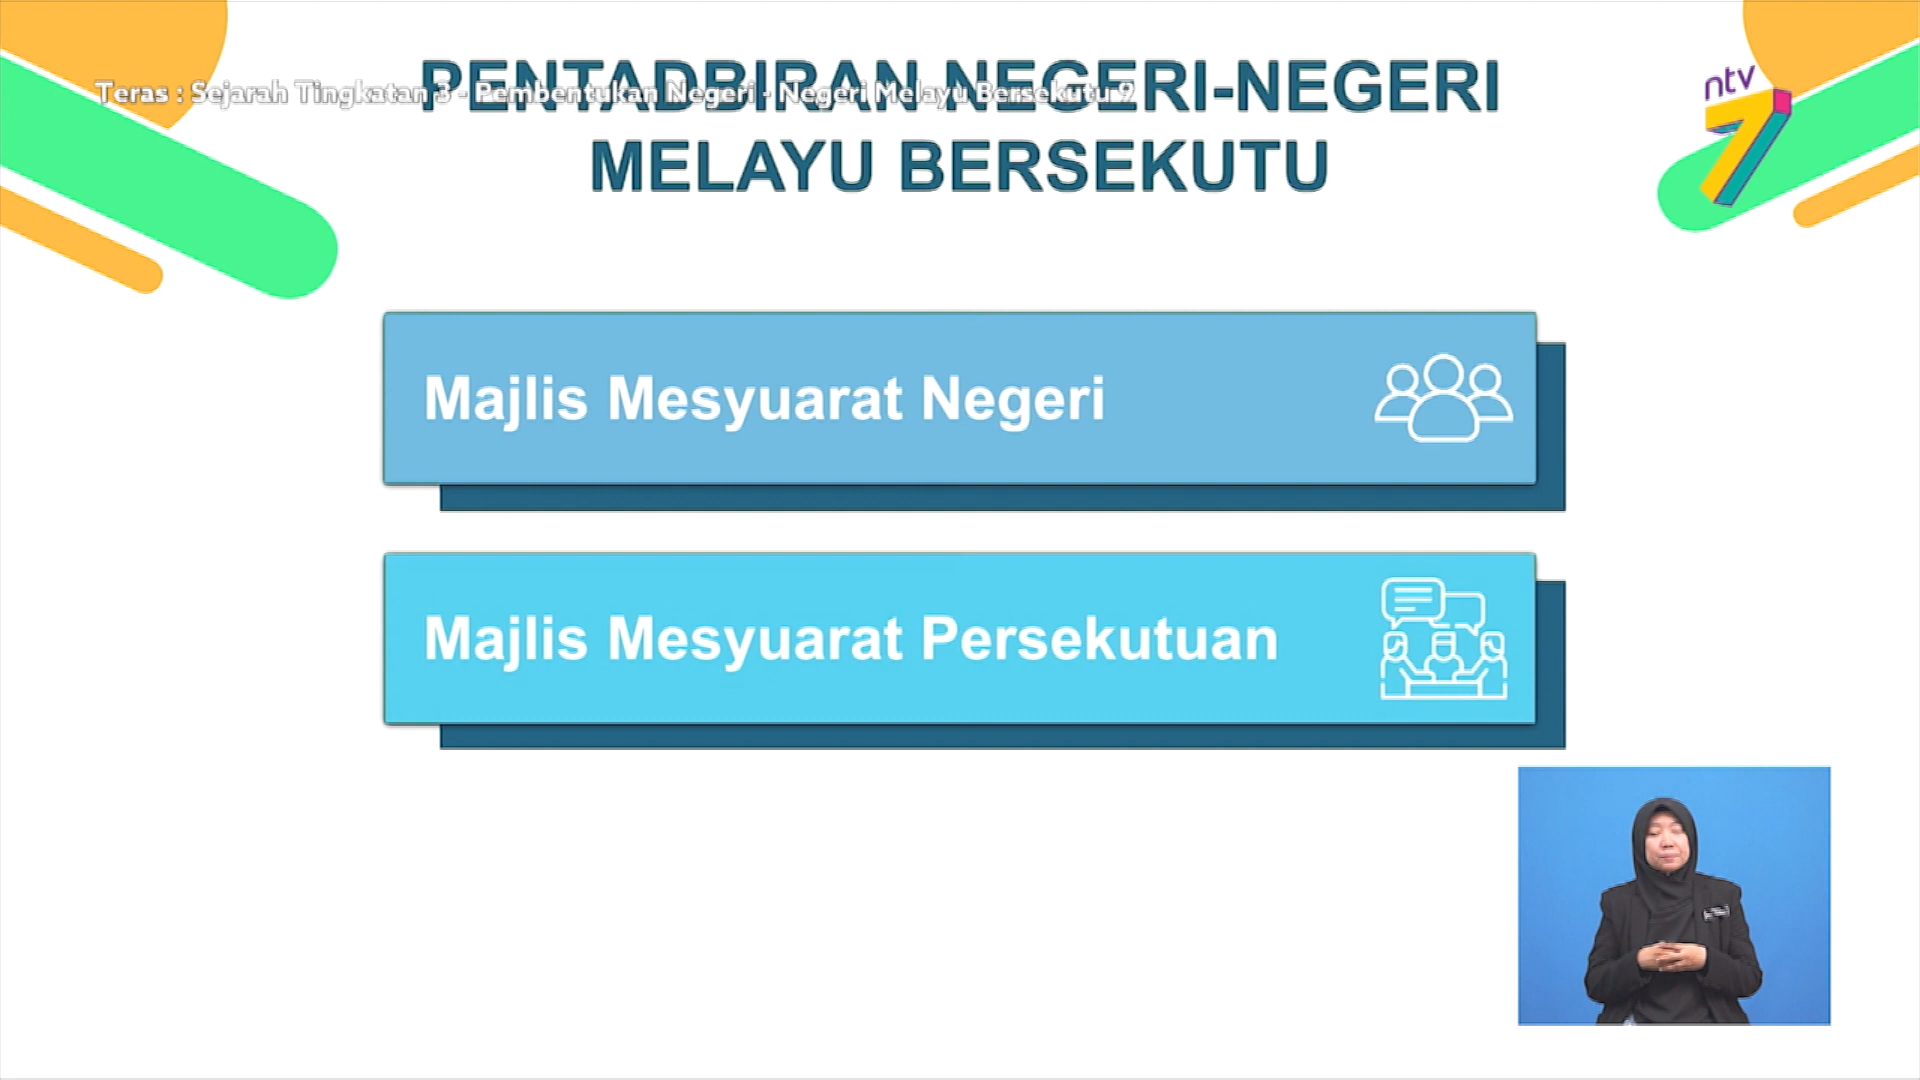 PENTADBIRAN NEGERI-NEGERI
MELAYU BERSEKUTU
Teras : Sejarah Tingkatan 3 - Pembentukan Negeri - Negeri Melayu Bersekutu 9
ntv
7
Majlis Mesyuarat Negeri
Majlis Mesyuarat Persekutuan